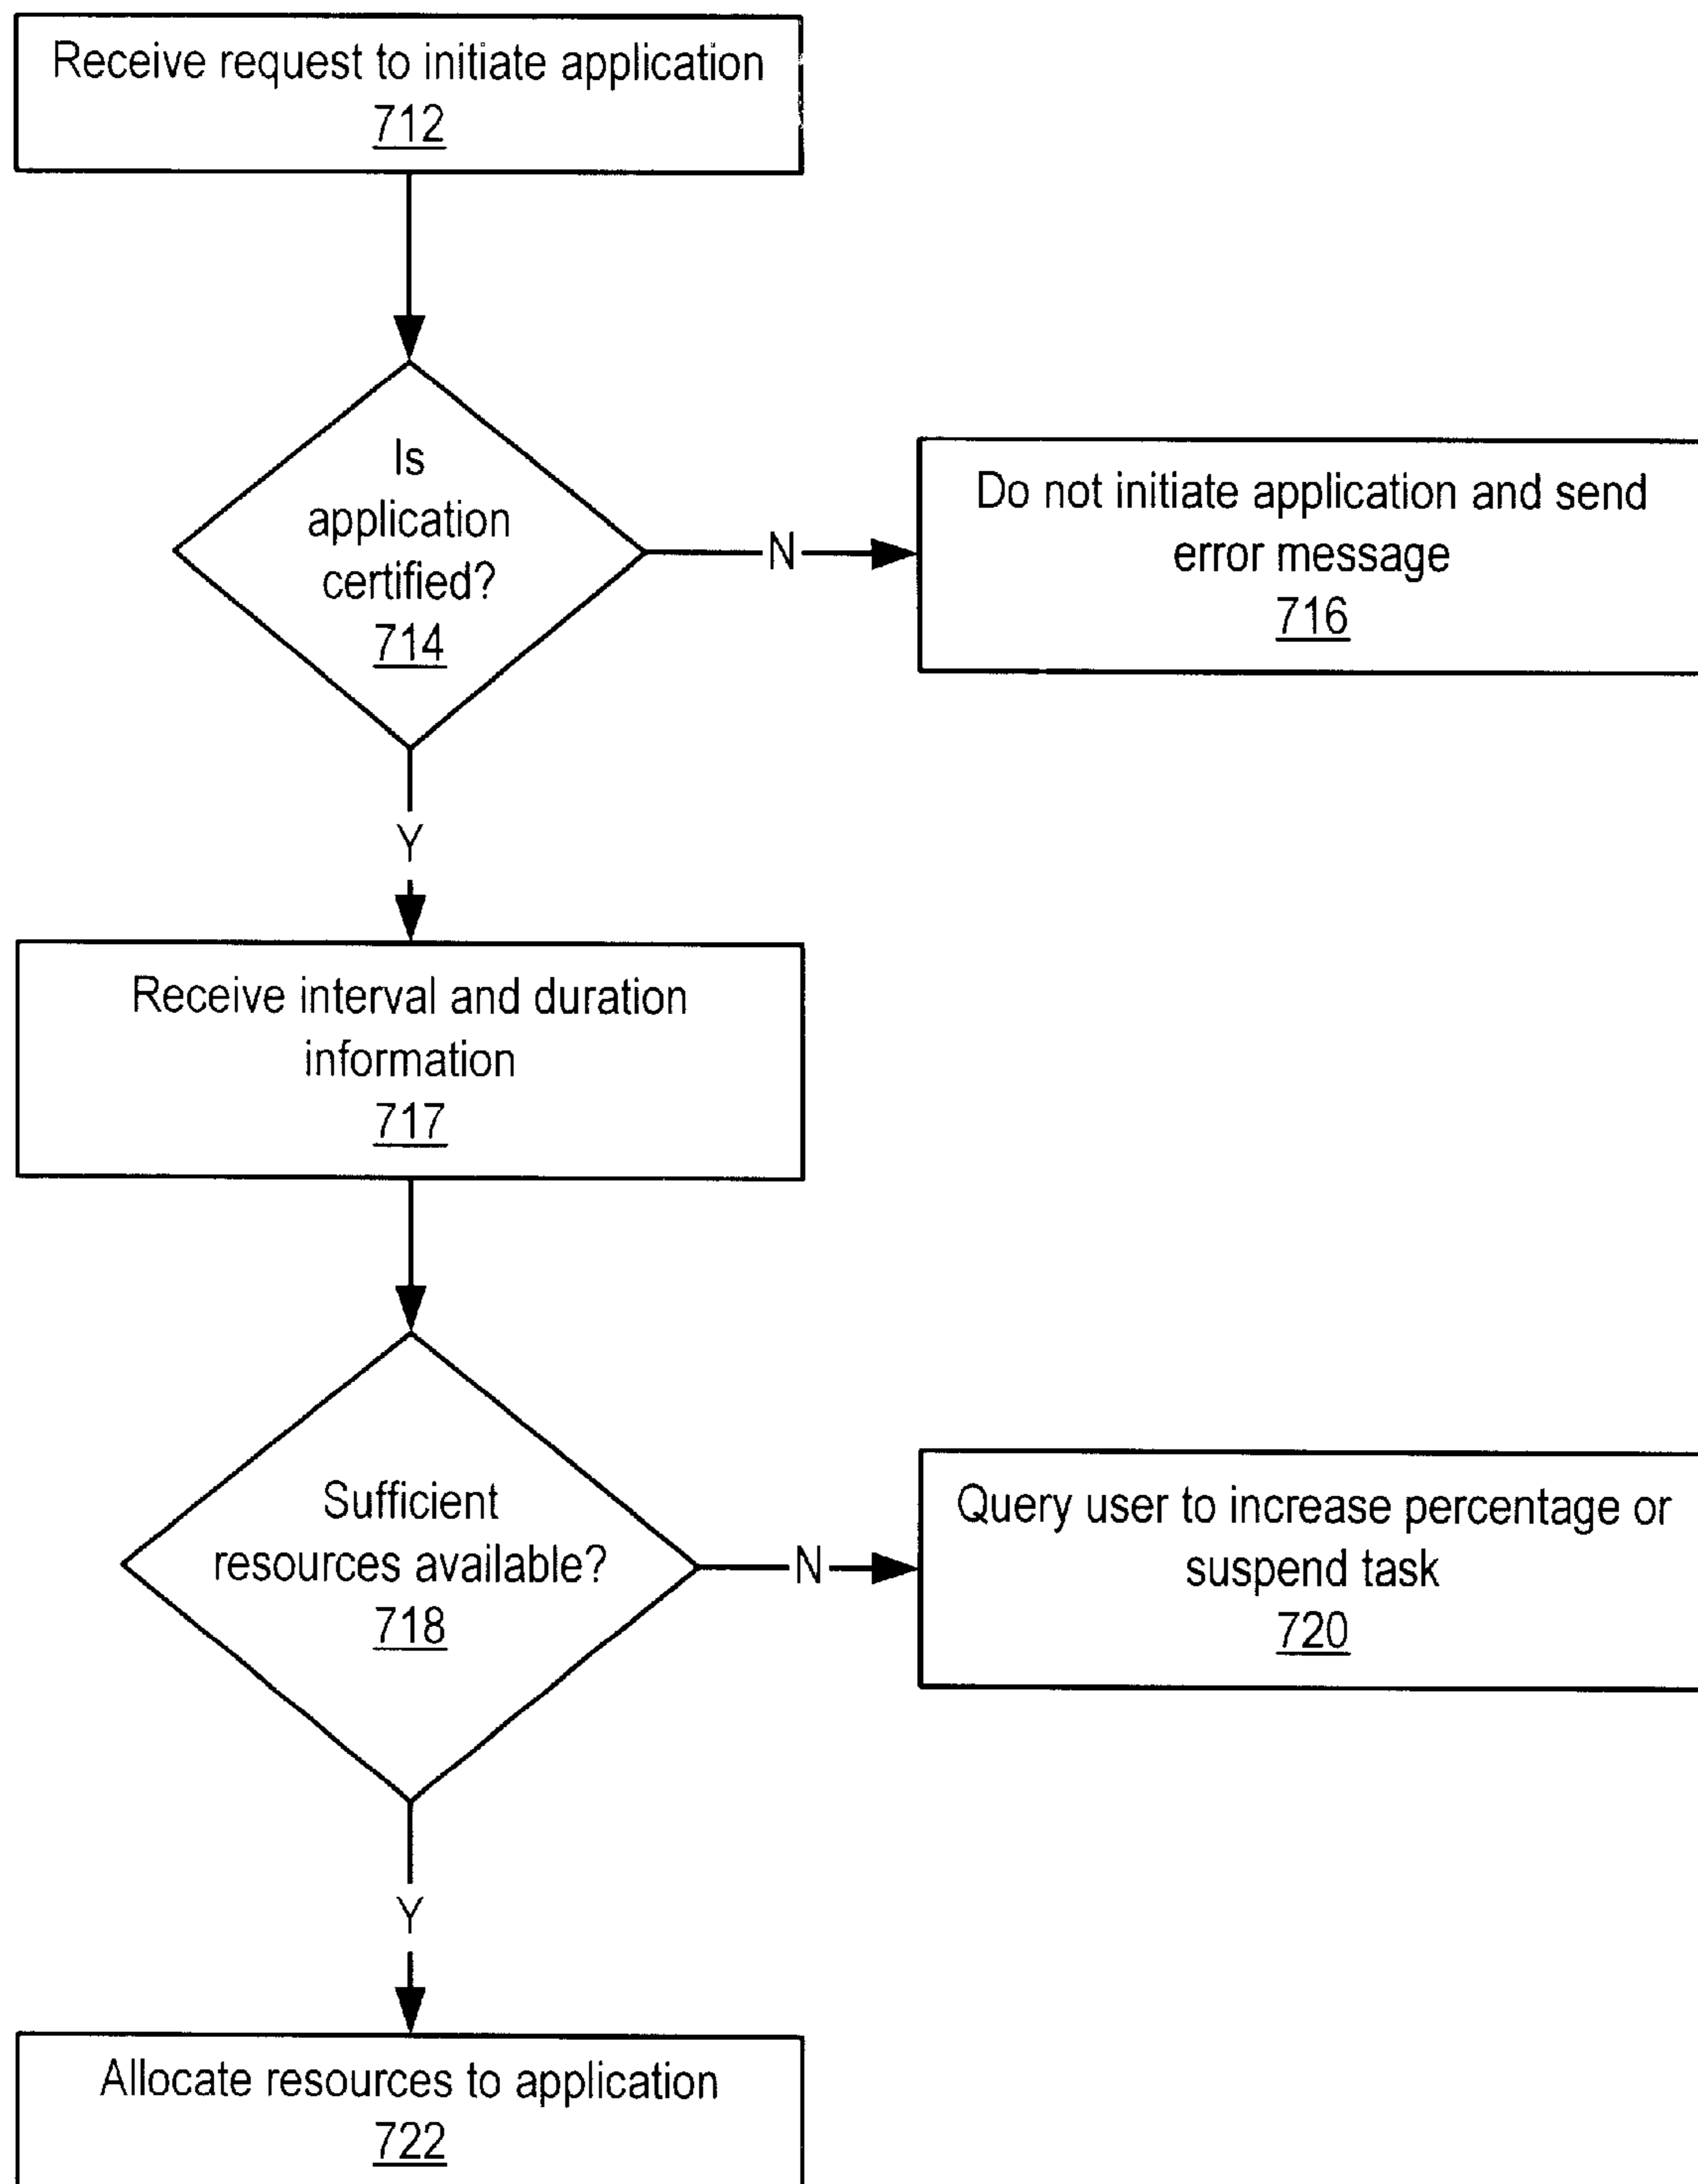 Receive request to initiate application
712
Is
application
certified?
714
N
Do not initiate application and send
error message
716
Y
Receive interval and duration
information
717
Sufficient
resources available?
718
N
Query user to increase percentage or
suspend task
720
Y
Allocate resources to application
722